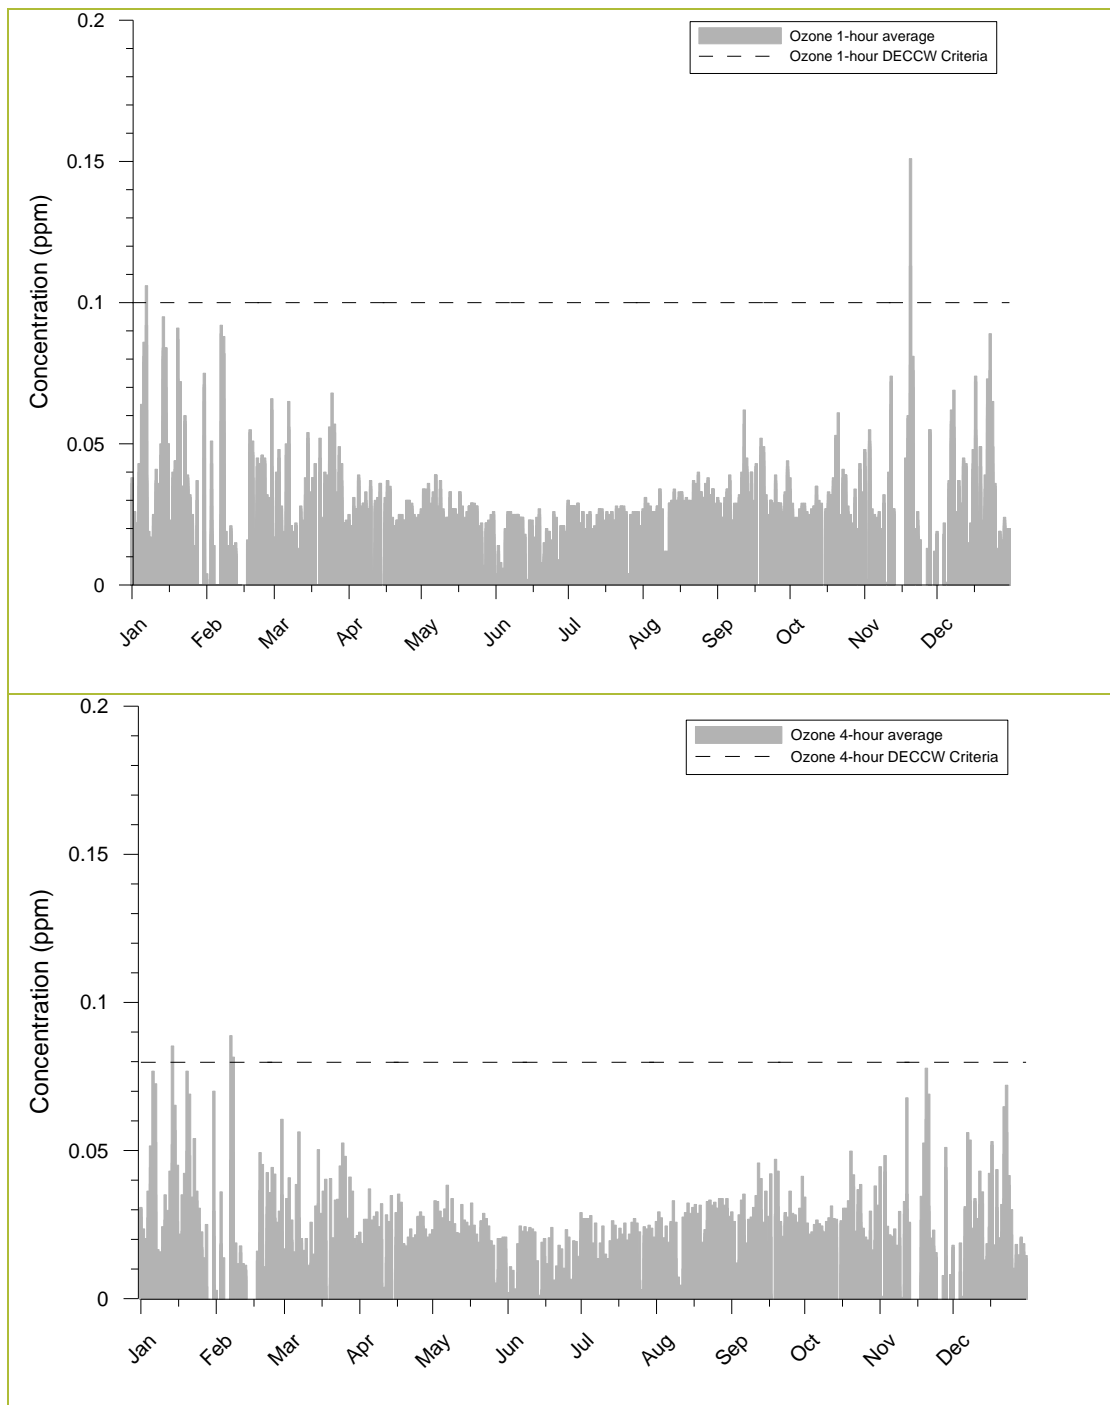 0.2
Ozone 1-hour average
Ozone 1-hour DECCW Criteria
0.15
Concentration (ppm)
0.1
0.05
0
Jan Feb Mar Apr May Jun Jul Aug Sep Oct Nov Dec
0.2
Ozone 4-hour average
Ozone 4-hour DECCW Criteria
0.15
Concentration (ppm)
0.1
0.05
0
Jan Feb Mar Apr May Jun Jul Aug Sep Oct Nov Dec